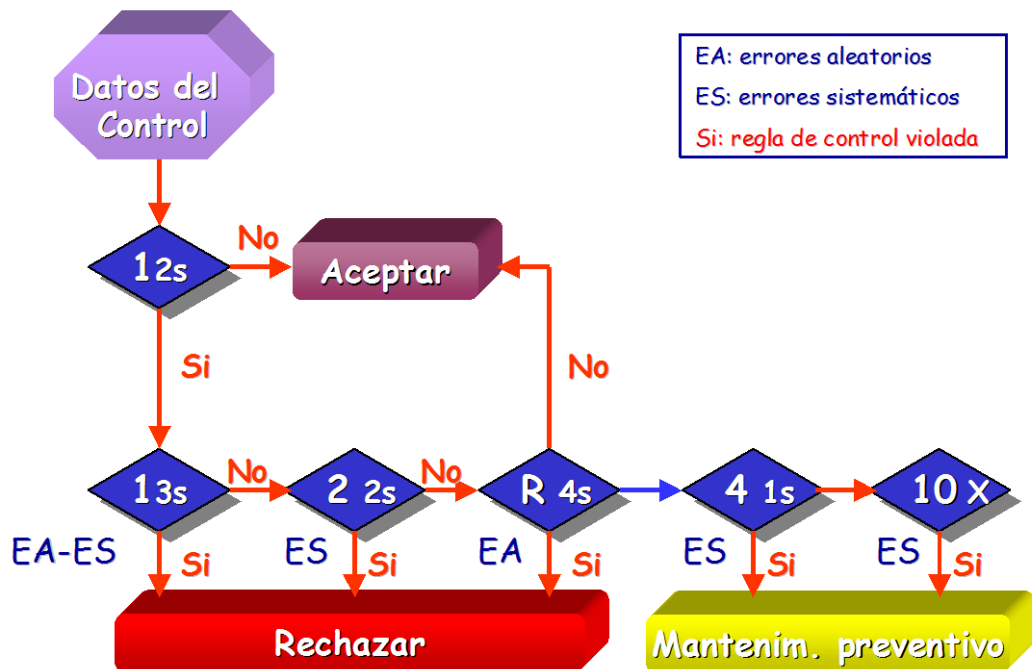 Datos del
Control
EA: errores aleatorios
ES: errores sistemáticos
Si: regla de control violada
12s
No
Aceptar
Si
No
13s
No
2 2s
No
R 4s
4 1s
10 X
EA-ES
Si
ES
Si
EA
Si
ES
Si
ES
Si
Rechazar
Mantenim. preventivo